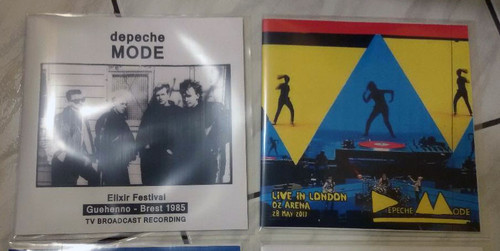 depeche
MODE
Elixir Festival
Guehenno - Brest 1985
TV BROADCAST RECORDING
LIVE IN LONDON
O2 ARENA
28 MAY 2013
DEPECHE MODE